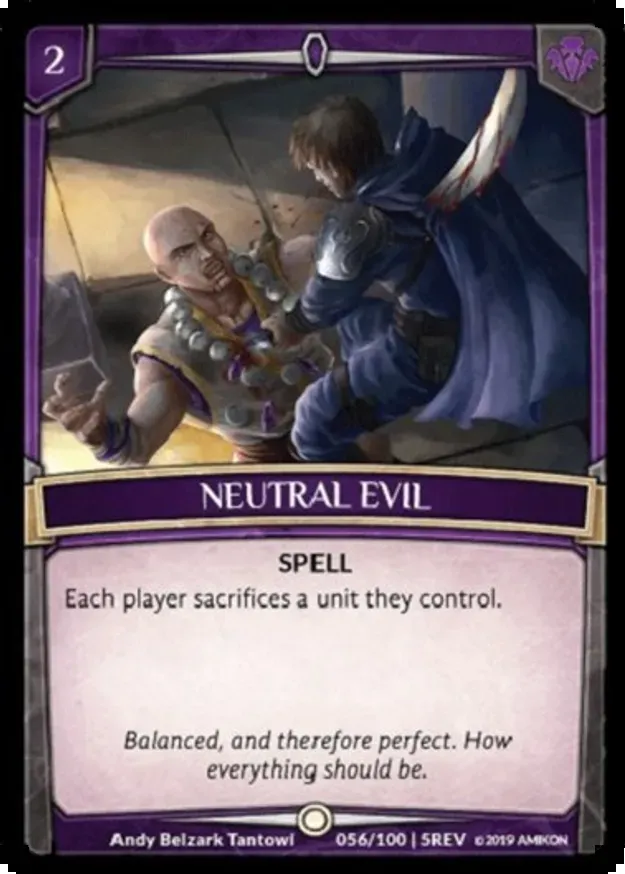 2
NEUTRAL EVIL
SPELL
Each player sacrifices a unit they control.
Balanced, and therefore perfect. How
everything should be.
Andy Belzark Tantowi 056/100 | 5REV ©2019 AMIKON